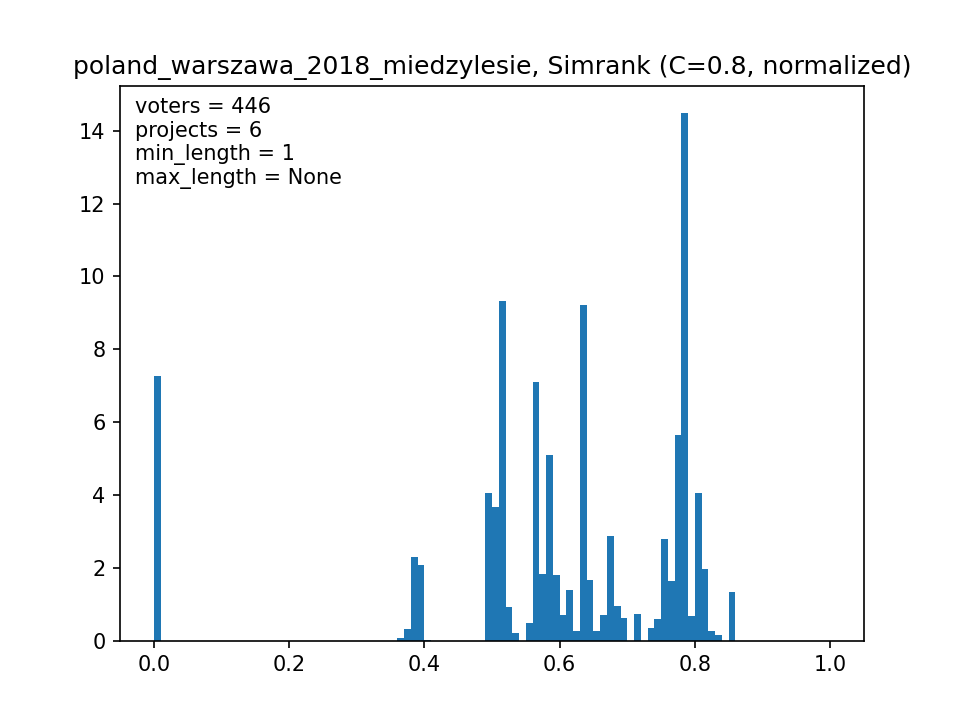 poland_warszawa_2018_miedzylesie, Simrank (C=0.8, normalized)
voters = 446
projects = 6
min_length = 1
max_length = None
14
12
10
8
6
4
2
0
0.0 0.2 0.4 0.6 0.8 1.0